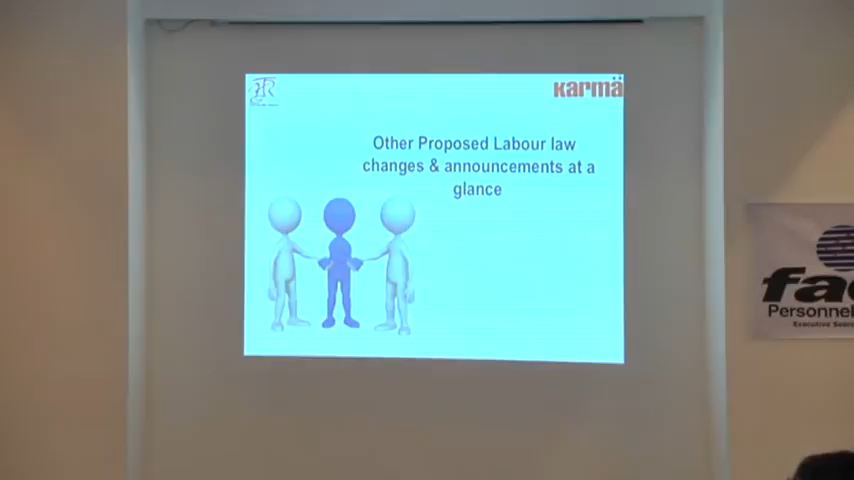 Karmä
Other Proposed Labour law
changes & announcements at a
glance
Personnel